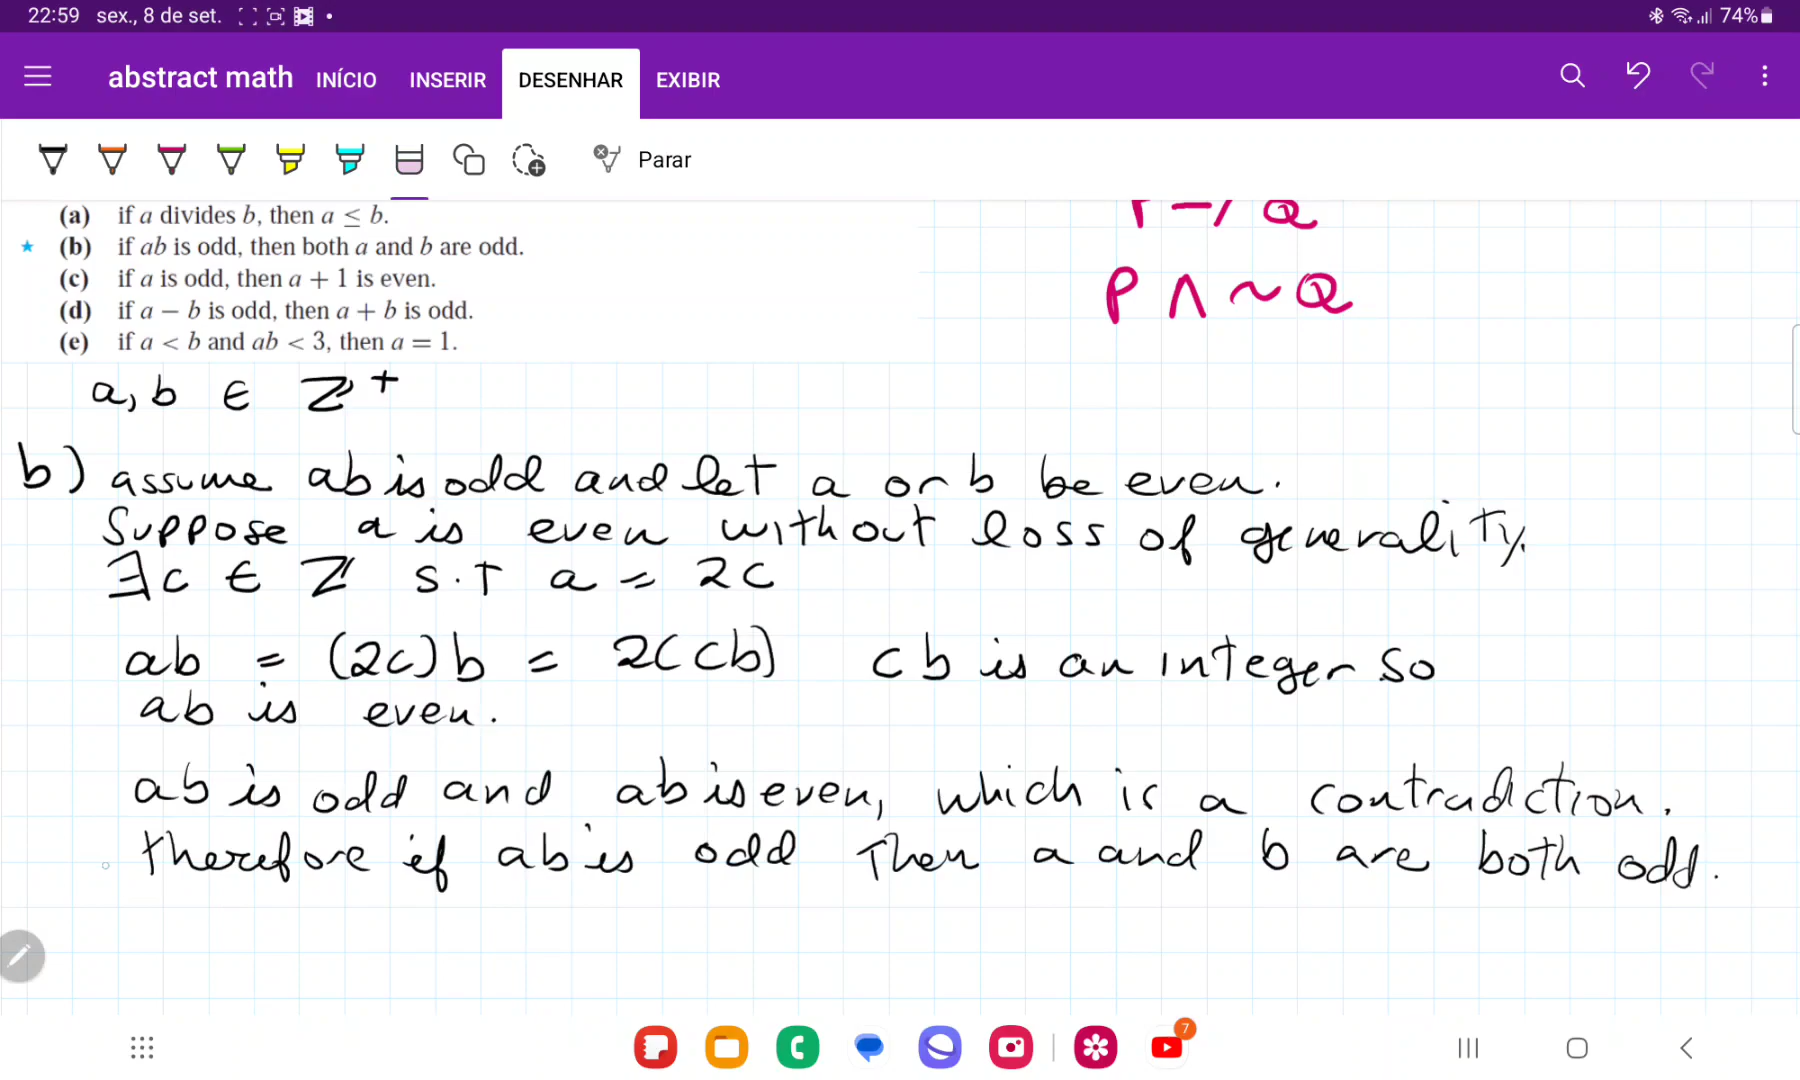 22:59 sex., 8 de set. 74%
abstract math INÍCIO INSERIR DESENHAR EXIBIR
Parar
(a) if a divides b, then a ≤ b.
★ (b) if ab is odd, then both a and b are odd.
(c) if a is odd, then a + 1 is even.
(d) if a − b is odd, then a + b is odd.
(e) if a < b and ab < 3, then a = 1.
P → Q
P ∧ ~Q
a, b ∈ ℤ⁺
b) assume ab is odd and let a or b be even.
Suppose a is even without loss of generality.
∃c ∈ ℤ s.t a = 2c
ab = (2c)b = 2(cb) cb is an integer so
ab is even.
ab is odd and ab is even, which is a contradiction.
therefore if ab is odd then a and b are both odd.
7